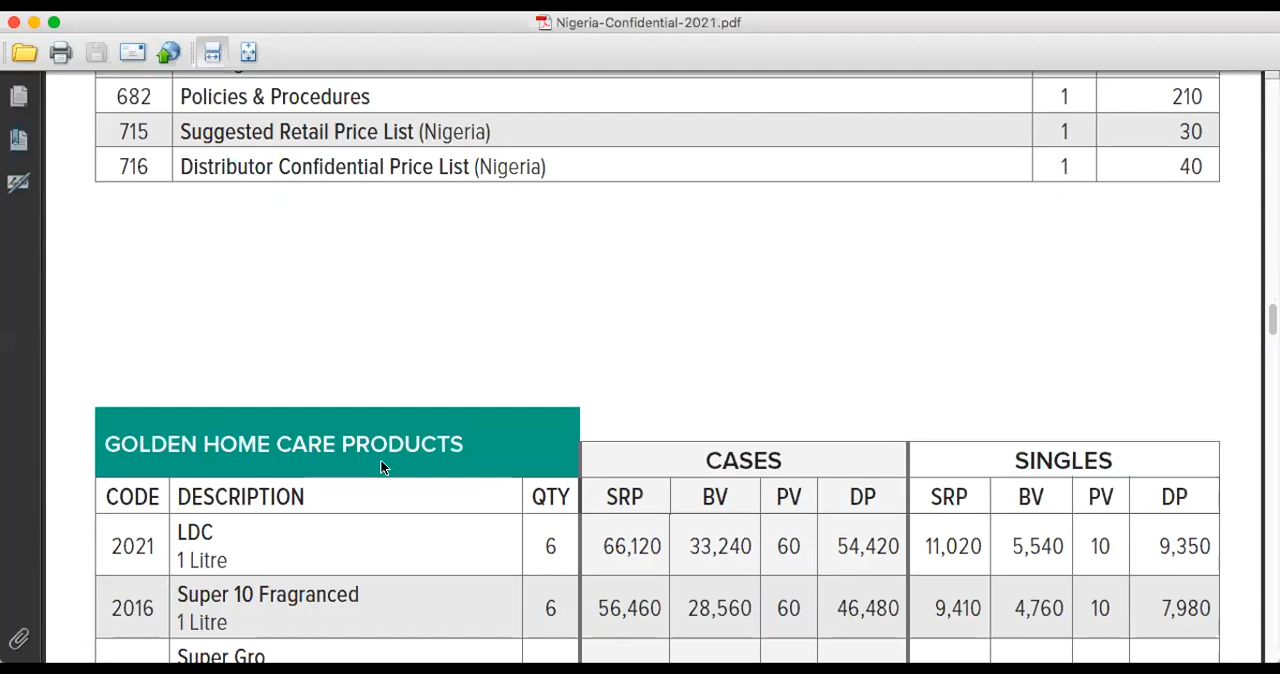 Nigeria-Confidential-2021.pdf
682 Policies & Procedures 1 210
715 Suggested Retail Price List (Nigeria) 1 30
716 Distributor Confidential Price List (Nigeria) 1 40
GOLDEN HOME CARE PRODUCTS
CASES SINGLES
CODE DESCRIPTION QTY SRP BV PV DP SRP BV PV DP
2021 LDC 6 66,120 33,240 60 54,420 11,020 5,540 10 9,350
1 Litre
2016 Super 10 Fragranced 6 56,460 28,560 60 46,480 9,410 4,760 10 7,980
1 Litre
Super Gro